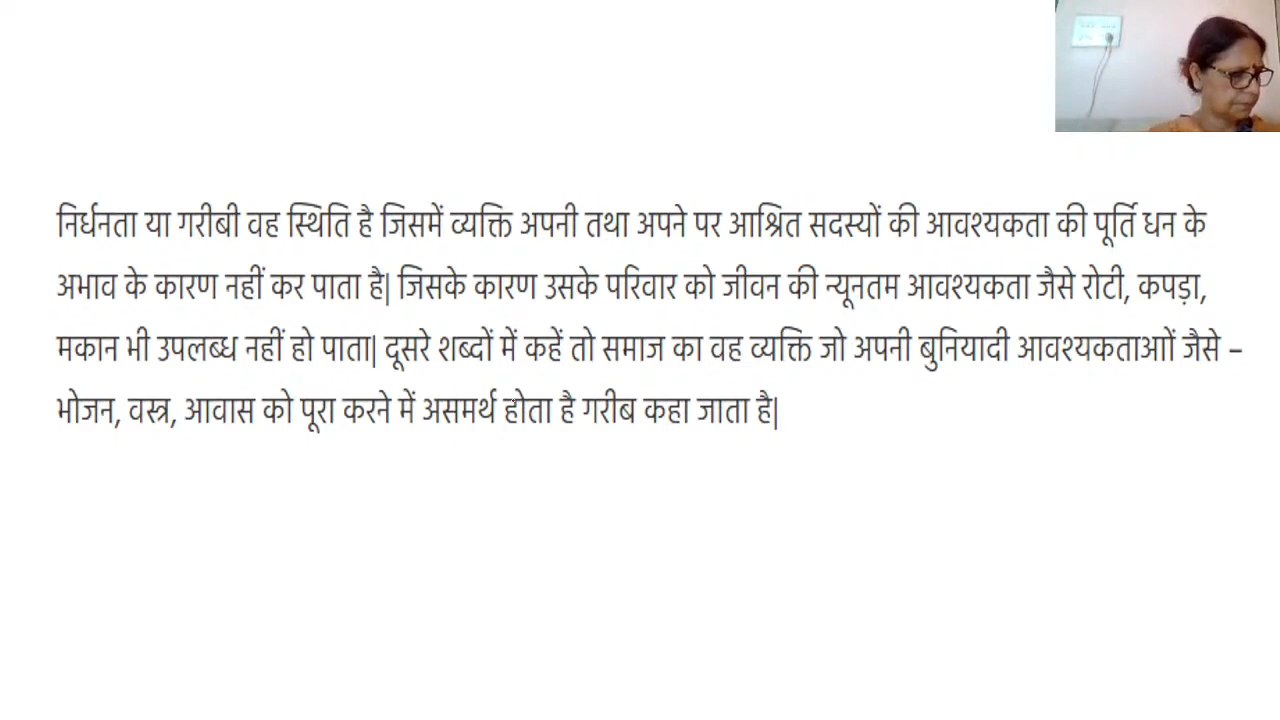 निर्धनता या गरीबी वह स्थिति है जिसमें व्यक्ति अपनी तथा अपने पर आश्रित सदस्यों की आवश्यकता की पूर्ति धन के
अभाव के कारण नहीं कर पाता है| जिसके कारण उसके परिवार को जीवन की न्यूनतम आवश्यकता जैसे रोटी, कपड़ा,
मकान भी उपलब्ध नहीं हो पाता| दूसरे शब्दों में कहें तो समाज का वह व्यक्ति जो अपनी बुनियादी आवश्यकताआों जैसे –
भोजन, वस्त्र, आवास को पूरा करने में असमर्थ होता है गरीब कहा जाता है|